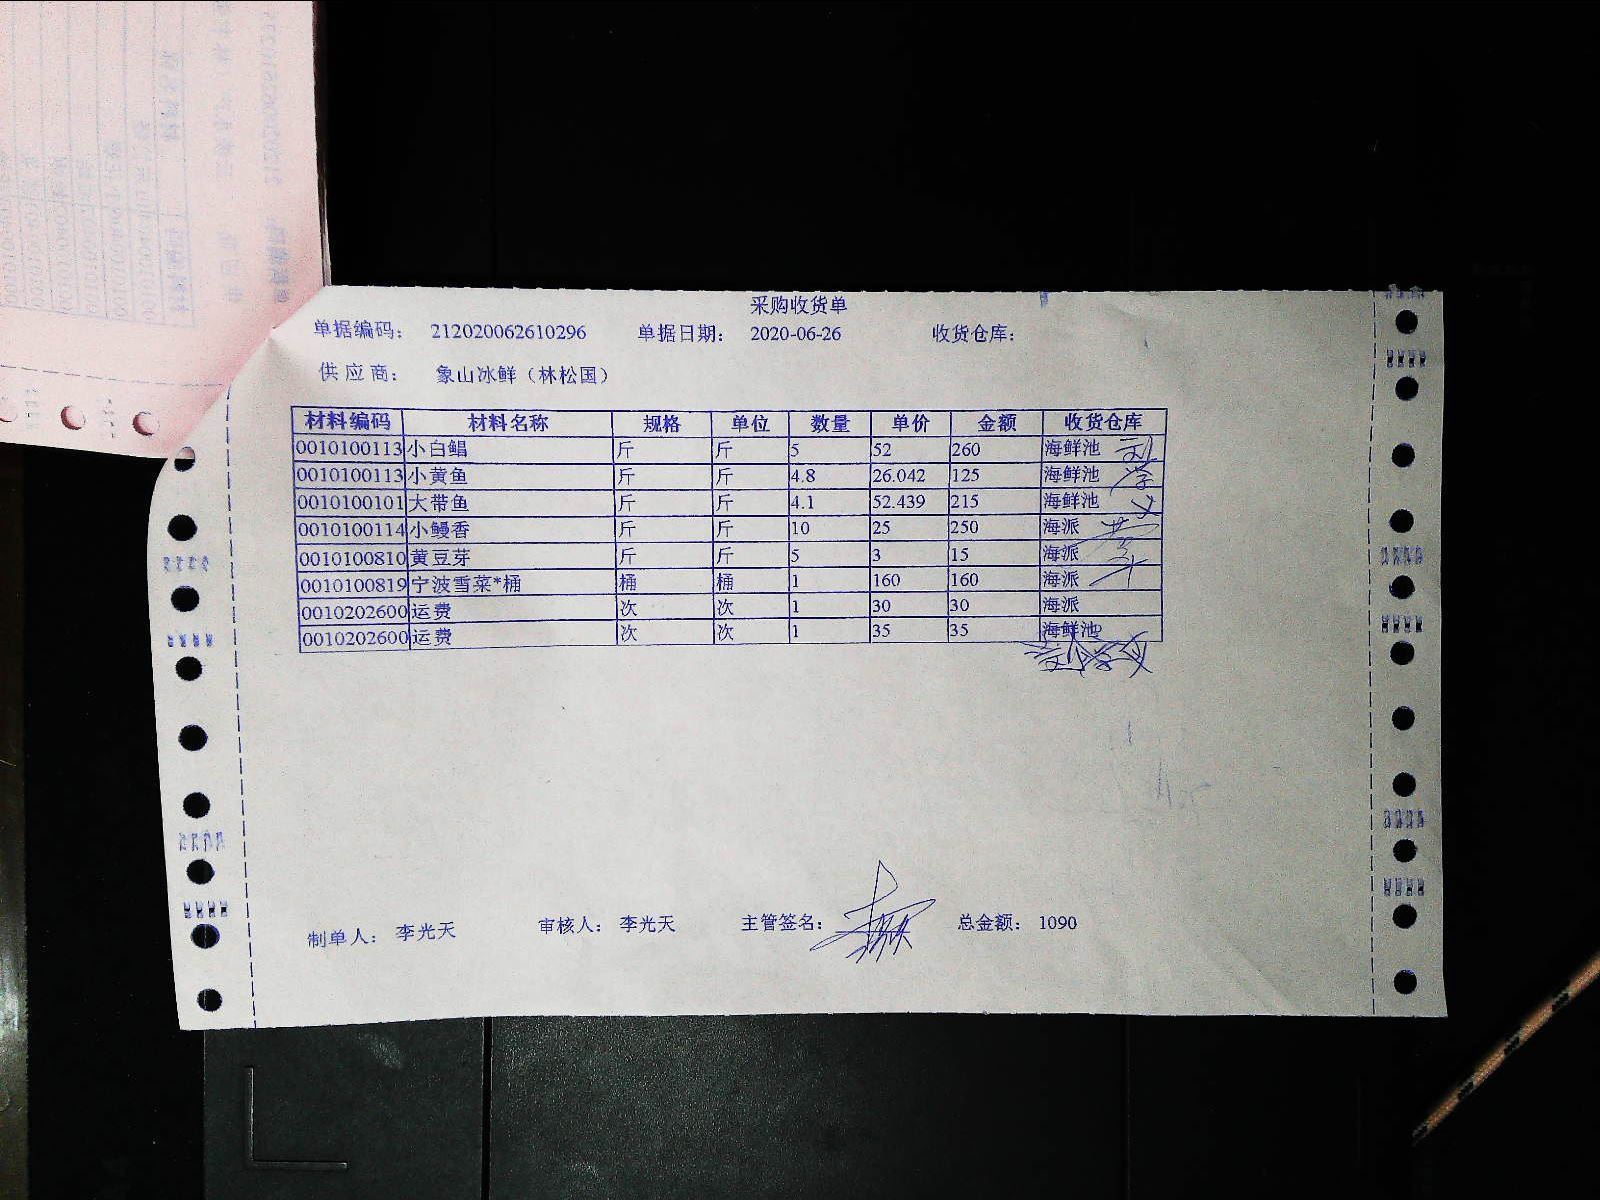 采购收货单
单据编码： 212020062610296 单据日期： 2020-06-26 收货仓库：
供应商： 象山冰鲜（林松国）
材料编码 材料名称 规格 单位 数量 单价 金额 收货仓库
0010100113 小白鲳 斤 斤 5 52 260 海鲜池
0010100113 小黄鱼 斤 斤 4.8 26.042 125 海鲜池
0010100101 大带鱼 斤 斤 4.1 52.439 215 海鲜池
0010100114 小鳗香 斤 斤 10 25 250 海派
0010100810 黄豆芽 斤 斤 5 3 15 海派
0010100819 宁波雪菜*桶 桶 桶 1 160 160 海派
0010202600 运费 次 次 1 30 30 海派
0010202600 运费 次 次 1 35 35 海鲜池
制单人： 李光天 审核人： 李光天 主管签名： 总金额： 1090